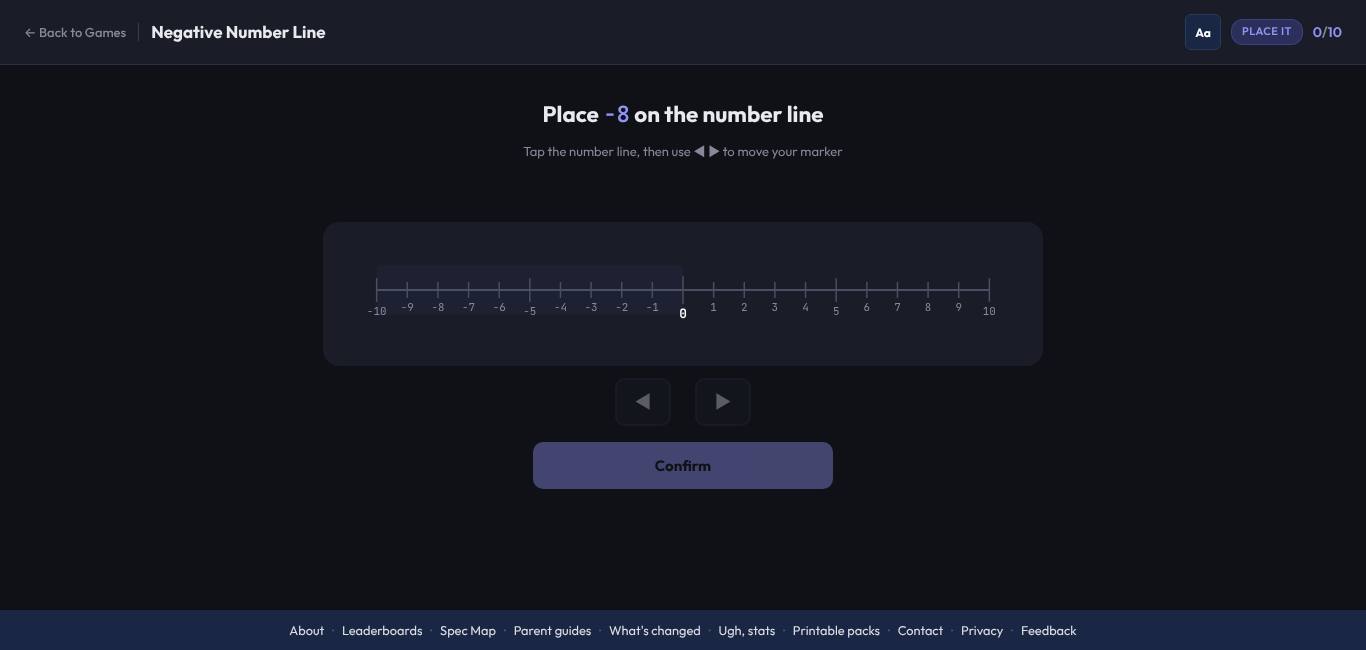 ← Back to Games
Negative Number Line
Aa
PLACE IT
0/10
Place -8 on the number line
Tap the number line, then use ◀ ▶ to move your marker
-10 -9 -8 -7 -6 -5 -4 -3 -2 -1 0 1 2 3 4 5 6 7 8 9 10
◀ ▶
Confirm
About · Leaderboards · Spec Map · Parent guides · What's changed · Ugh, stats · Printable packs · Contact · Privacy · Feedback